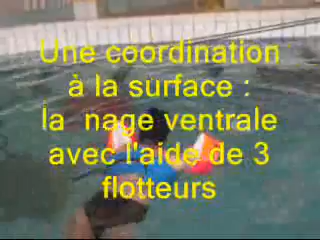 Une coordination
à la surface :
la nage ventrale
avec l'aide de 3
flotteurs